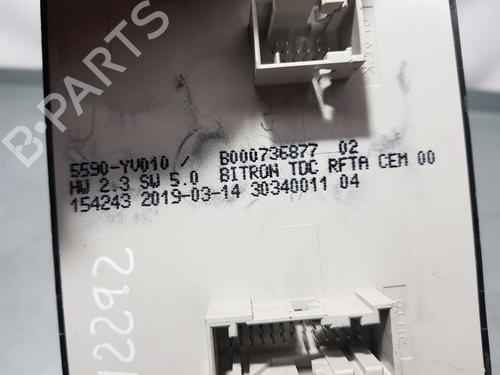 BLACK
5590-YV010 / B000736877 02
HW 2.3 SW 5.0 BITRON TDC RFTA CEM 00
154243 2019-03-14 30340011 04
B-PARTS
12292